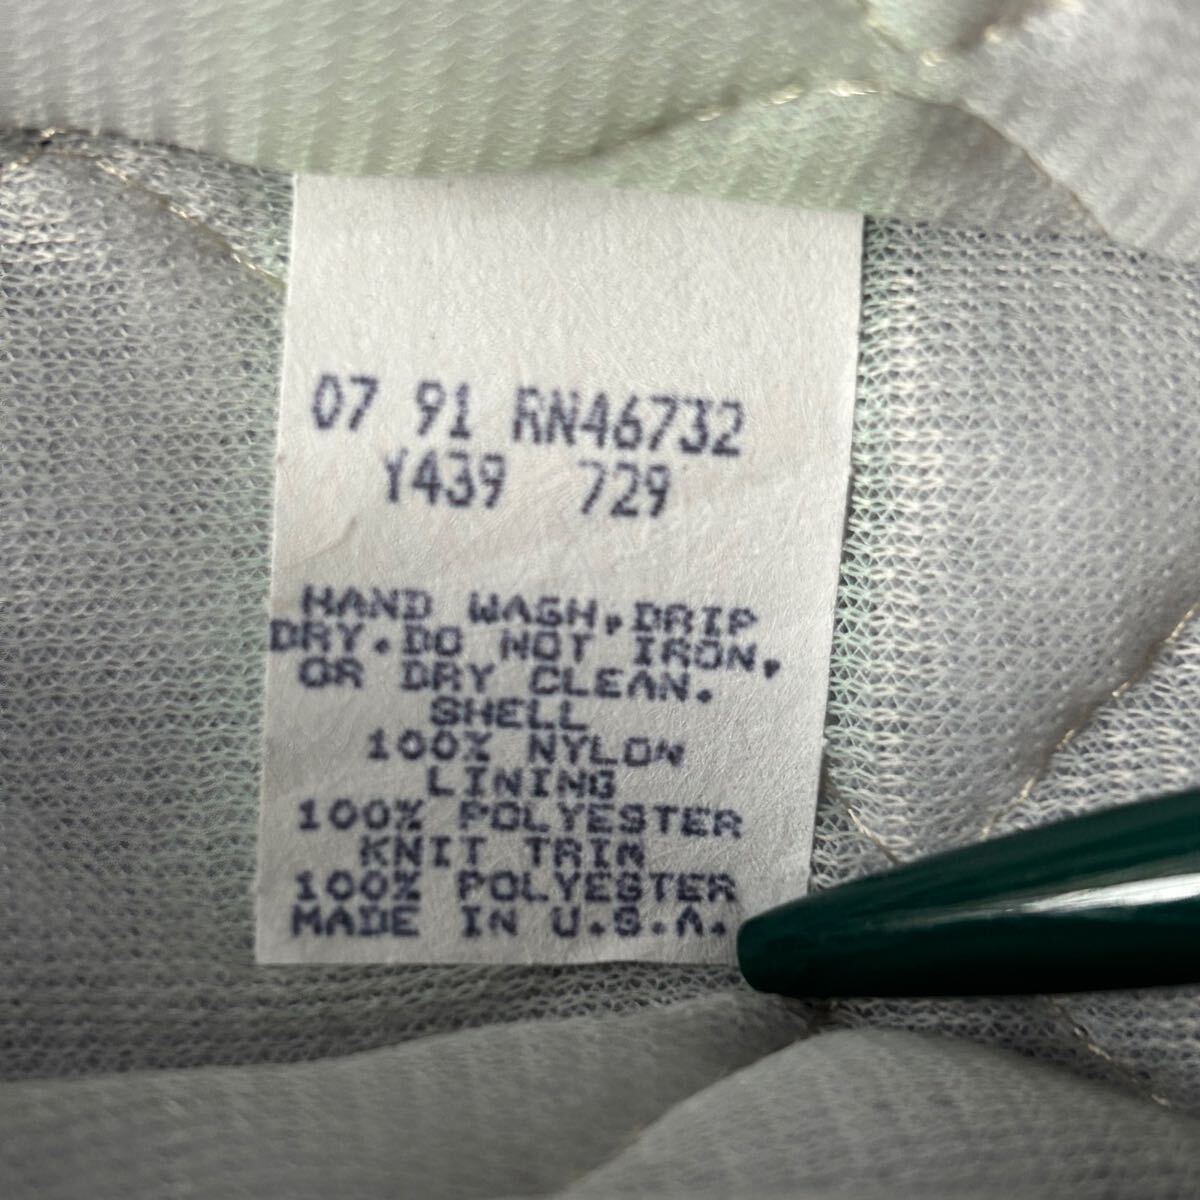 07 91 RN46732
Y439 729
HAND WASH, DRIP
DRY. DO NOT IRON,
OR DRY CLEAN.
SHELL
100% NYLON
LINING
100% POLYESTER
KNIT TRIM
100% POLYESTER
MADE IN U.S.A.